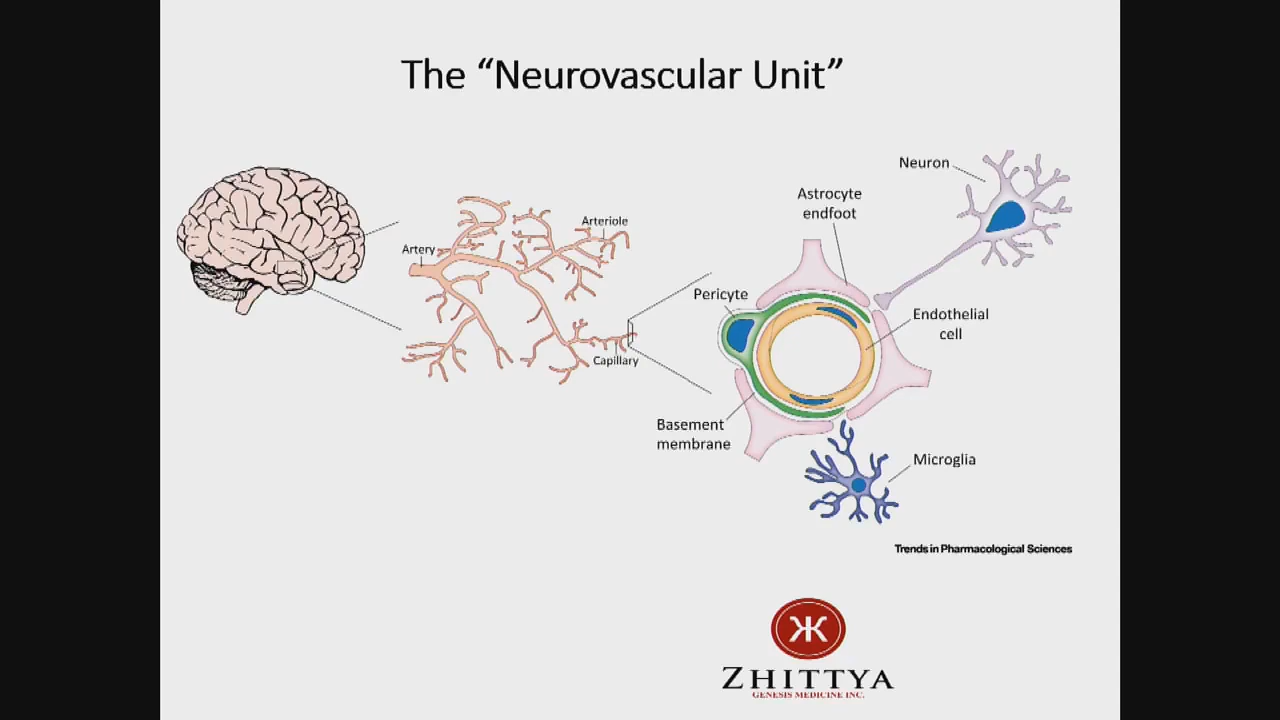 The “Neurovascular Unit”
Neuron
Astrocyte
endfoot
Arteriole
Artery
Pericyte
Endothelial
cell
Capillary
Basement
membrane
Microglia
Trends in Pharmacological Sciences
ЖK
ZHITTYA
GENESIS MEDICINE INC.